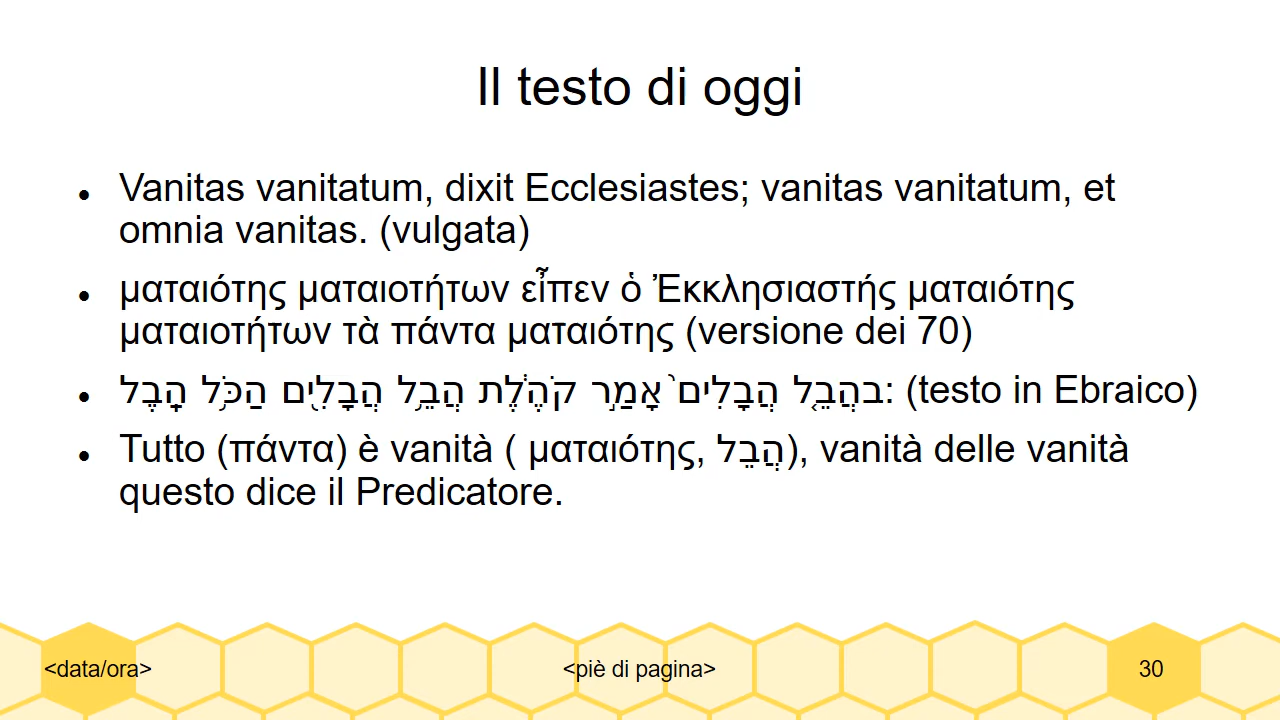 Il testo di oggi
• Vanitas vanitatum, dixit Ecclesiastes; vanitas vanitatum, et
omnia vanitas. (vulgata)
• ματαιότης ματαιοτήτων εἶ̓πεν ὁ Ἐκκλησιαστής ματαιότης
ματαιοτήτων τὰ πάντα ματαιότης (versione dei 70)
• בהֲבֵ֤ל הֲבָלִים֙ אָמַ֣ר קֹהֶ֔לֶת הֲבֵ֥ל הֲבָלִ֖ים הַכֹּ֥ל הָֽבֶל: (testo in Ebraico)
• Tutto (πάντα) è vanità ( ματαιότης, הֲבֵל), vanità delle vanità
questo dice il Predicatore.
<data/ora>
<piè di pagina>
30